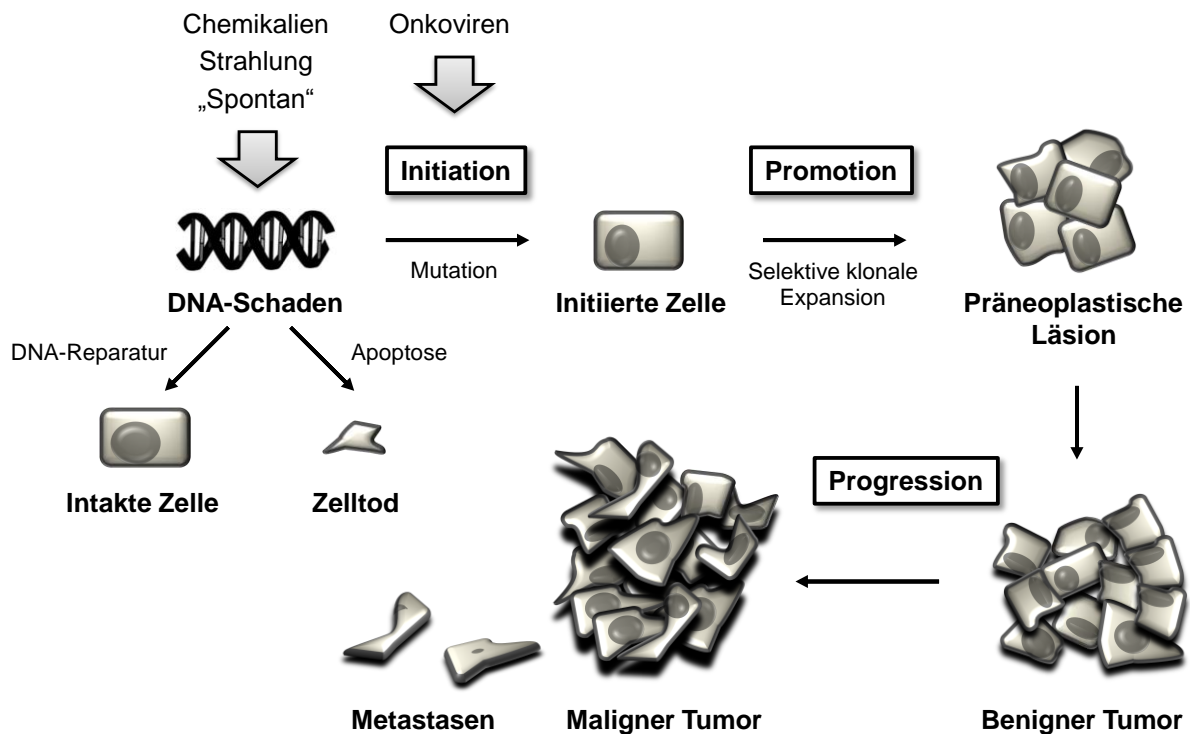 Chemikalien
Strahlung
„Spontan“
Onkoviren
Initiation
Promotion
Mutation
Selektive klonale
Expansion
DNA-Schaden
Initiierte Zelle
Präneoplastische
Läsion
DNA-Reparatur
Apoptose
Intakte Zelle
Zelltod
Progression
Metastasen
Maligner Tumor
Benigner Tumor